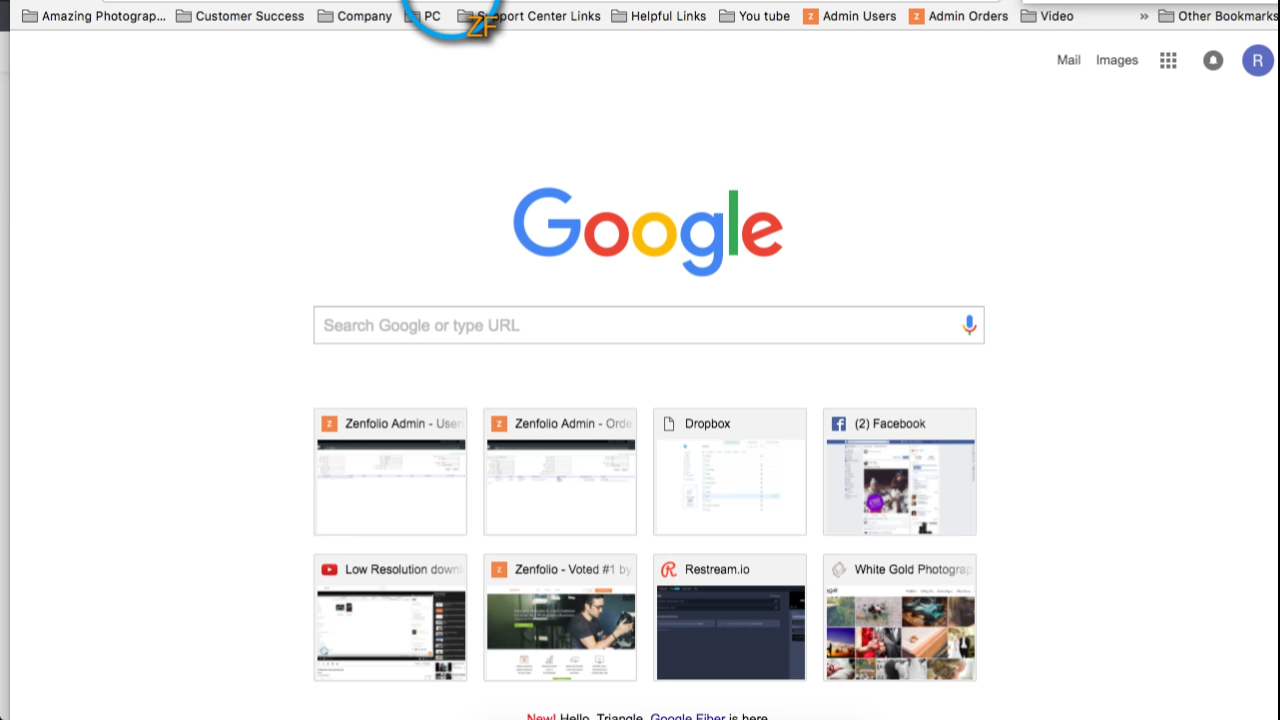 Amazing Photograp... Customer Success Company PC Support Center Links Helpful Links You tube Admin Users Admin Orders Video » Other Bookmarks
ZF
Mail Images R
Google
Search Google or type URL
Zenfolio Admin - User Zenfolio Admin - Orde Dropbox (2) Facebook
Low Resolution down Zenfolio - Voted #1 by Restream.io White Gold Photograp
New! Hello, Triangle. Google Fiber is here